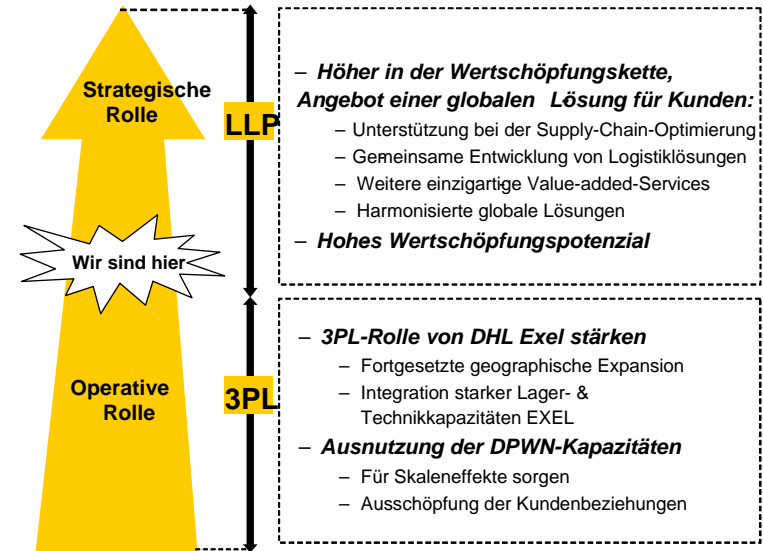 Strategische
Rolle
LLP
– Höher in der Wertschöpfungskette,
Angebot einer globalen Lösung für Kunden:
– Unterstützung bei der Supply-Chain-Optimierung
– Gemeinsame Entwicklung von Logistiklösungen
– Weitere einzigartige Value-added-Services
– Harmonisierte globale Lösungen
– Hohes Wertschöpfungspotenzial
Wir sind hier
Operative
Rolle
3PL
– 3PL-Rolle von DHL Exel stärken
– Fortgesetzte geographische Expansion
– Integration starker Lager- &
Technikkapazitäten EXEL
– Ausnutzung der DPWN-Kapazitäten
– Für Skaleneffekte sorgen
– Ausschöpfung der Kundenbeziehungen